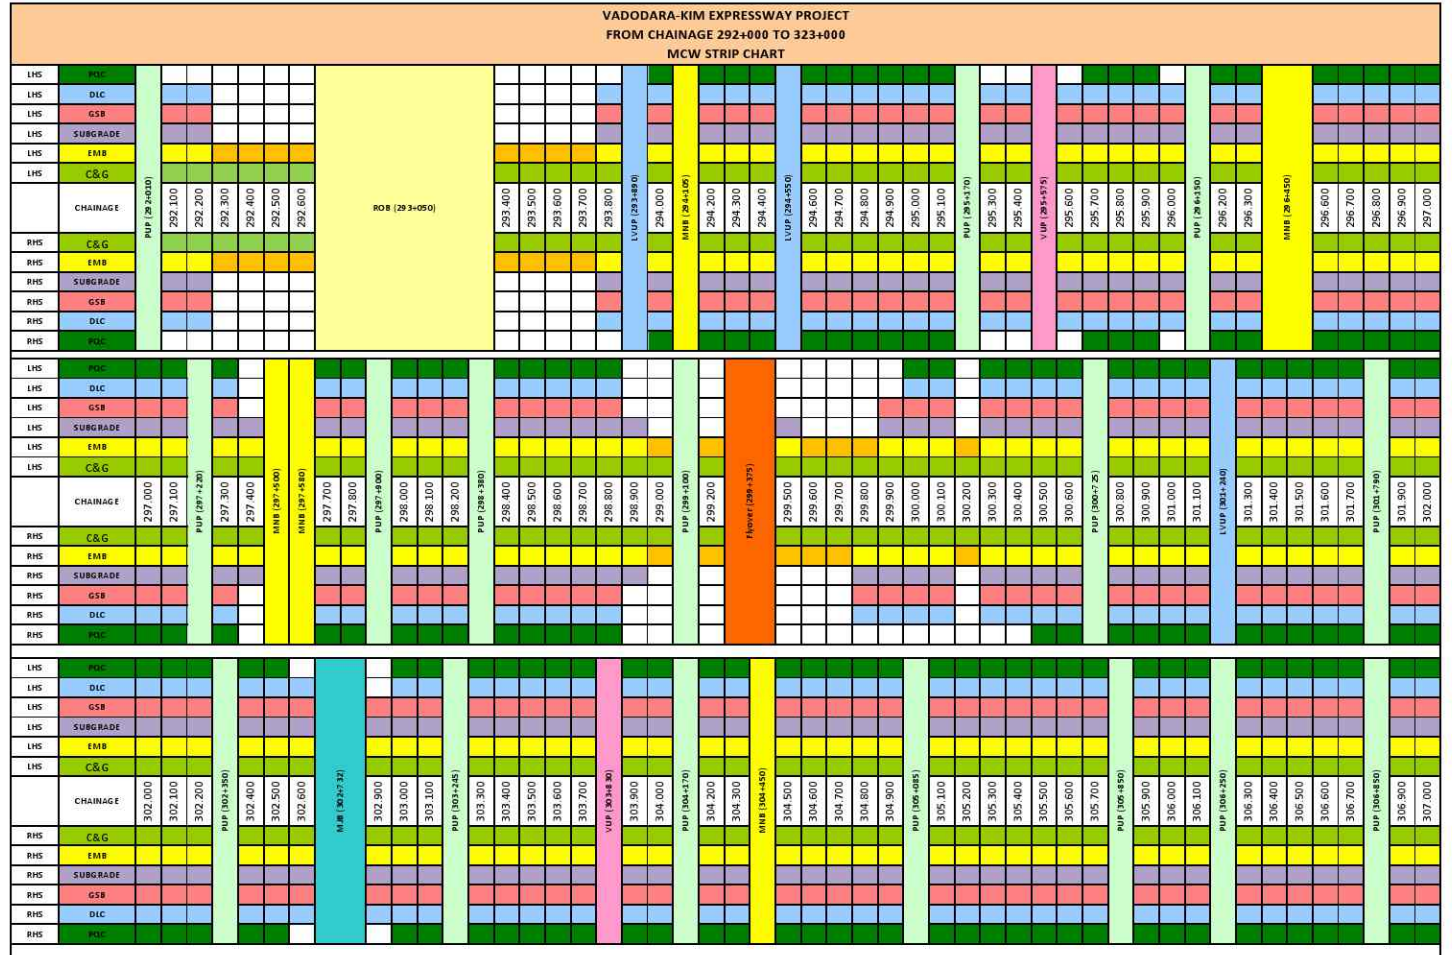 VADODARA-KIM EXPRESSWAY PROJECT
FROM CHAINAGE 292+000 TO 323+000
MCW STRIP CHART
LHS PQC
LHS DLC
LHS GSB
LHS SUBGRADE
LHS EMB
LHS C&G
CHAINAGE PUP (292+010) 292.100 292.200 292.300 292.400 292.500 292.600 ROB (293+050) 293.400 293.500 293.600 293.700 293.800 LVUP (293+890) 294.000 MNB (294+105) 294.200 294.300 294.400 LVUP (294+550) 294.600 294.700 294.800 294.900 295.000 295.100 PUP (295+170) 295.300 295.400 VUP (295+575) 295.600 295.700 295.800 295.900 296.000 PUP (296+150) 296.200 296.300 MNB (296+450) 296.600 296.700 296.800 296.900 297.000
RHS C&G
RHS EMB
RHS SUBGRADE
RHS GSB
RHS DLC
RHS PQC
LHS PQC
LHS DLC
LHS GSB
LHS SUBGRADE
LHS EMB
LHS C&G
CHAINAGE 297.000 297.100 PUP (297+220) 297.300 297.400 MNB (297+500) MNB (297+580) 297.700 297.800 PUP (297+900) 298.000 298.100 298.200 PUP (298+380) 298.400 298.500 298.600 298.700 298.800 298.900 299.000 PUP (299+100) 299.200 Flyover (299+375) 299.500 299.600 299.700 299.800 299.900 300.000 300.100 300.200 300.300 300.400 300.500 300.600 PUP (300+725) 300.800 300.900 301.000 301.100 LVUP (301+240) 301.300 301.400 301.500 301.600 301.700 PUP (301+790) 301.900 302.000
RHS C&G
RHS EMB
RHS SUBGRADE
RHS GSB
RHS DLC
RHS PQC
LHS PQC
LHS DLC
LHS GSB
LHS SUBGRADE
LHS EMB
LHS C&G
CHAINAGE 302.000 302.100 302.200 PUP (302+350) 302.400 302.500 302.600 MJB (302+732) 302.900 303.000 303.100 PUP (303+245) 303.300 303.400 303.500 303.600 303.700 VUP (303+830) 303.900 304.000 PUP (304+170) 304.200 304.300 MNB (304+450) 304.500 304.600 304.700 304.800 304.900 PUP (305+085) 305.100 305.200 305.300 305.400 305.500 305.600 305.700 PUP (305+850) 305.900 306.000 306.100 PUP (306+250) 306.300 306.400 306.500 306.600 306.700 PUP (306+850) 306.900 307.000
RHS C&G
RHS EMB
RHS SUBGRADE
RHS GSB
RHS DLC
RHS PQC